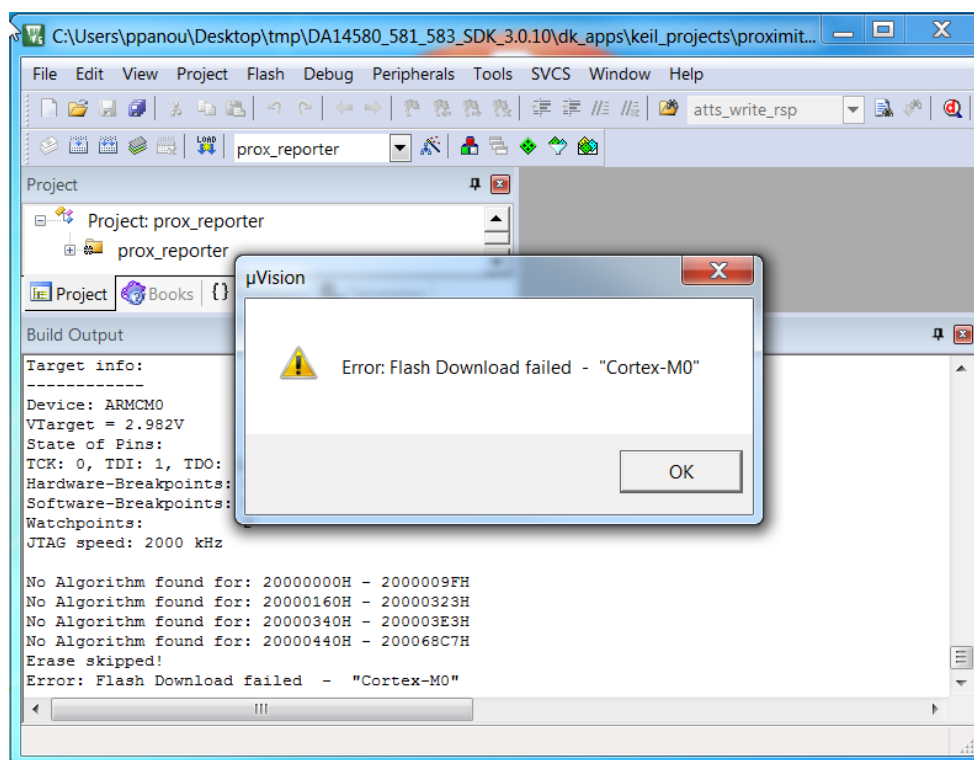 C:\Users\ppanou\Desktop\tmp\DA14580_581_583_SDK_3.0.10\dk_apps\keil_projects\proximit...
File Edit View Project Flash Debug Peripherals Tools SVCS Window Help
atts_write_rsp
LOAD
prox_reporter
Project
Project: prox_reporter
prox_reporter
Project Books {}
µVision
Error: Flash Download failed - "Cortex-M0"
OK
Build Output
Target info:
------------
Device: ARMCM0
VTarget = 2.982V
State of Pins:
TCK: 0, TDI: 1, TDO:
Hardware-Breakpoints:
Software-Breakpoints:
Watchpoints:
JTAG speed: 2000 kHz
No Algorithm found for: 20000000H - 2000009FH
No Algorithm found for: 20000160H - 20000323H
No Algorithm found for: 20000340H - 200003E3H
No Algorithm found for: 20000440H - 200068C7H
Erase skipped!
Error: Flash Download failed - "Cortex-M0"